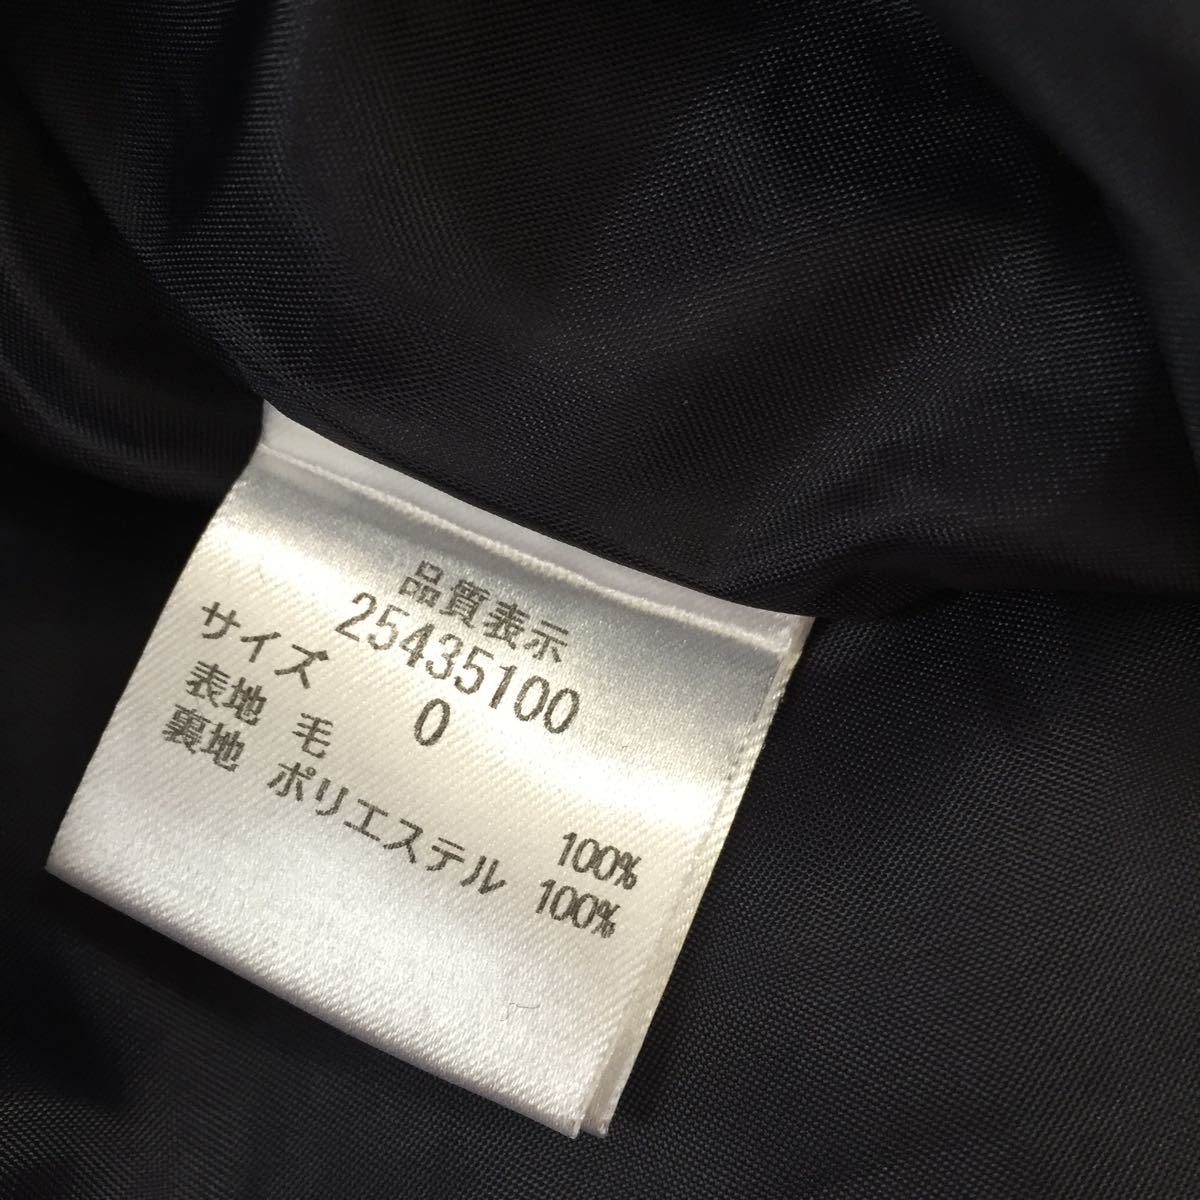 品質表示
25435100
サイズ 0
表地 毛 100%
裏地 ポリエステル 100%